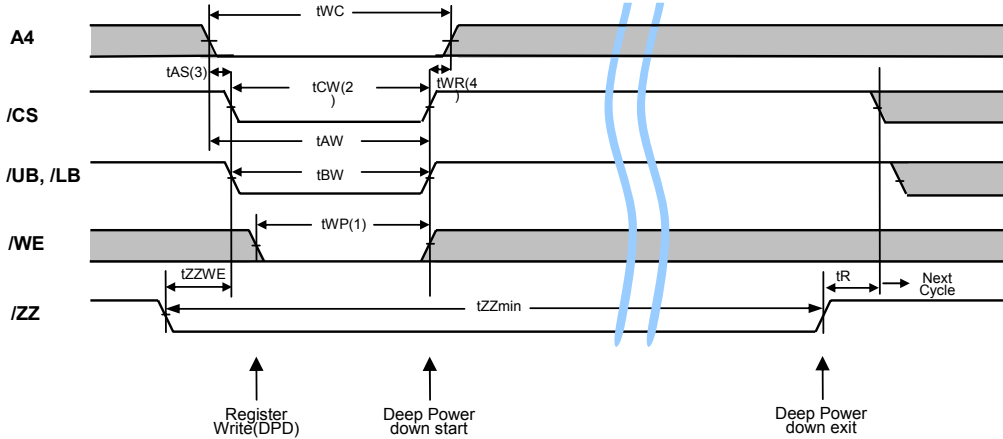 tWC
A4
tAS(3)
tCW(2
)
tWR(4
)
/CS
tAW
/UB, /LB
tBW
tWP(1)
/WE
tZZWE
tR
Next
Cycle
/ZZ
tZZmin
Register
Write(DPD)
Deep Power
down start
Deep Power
down exit